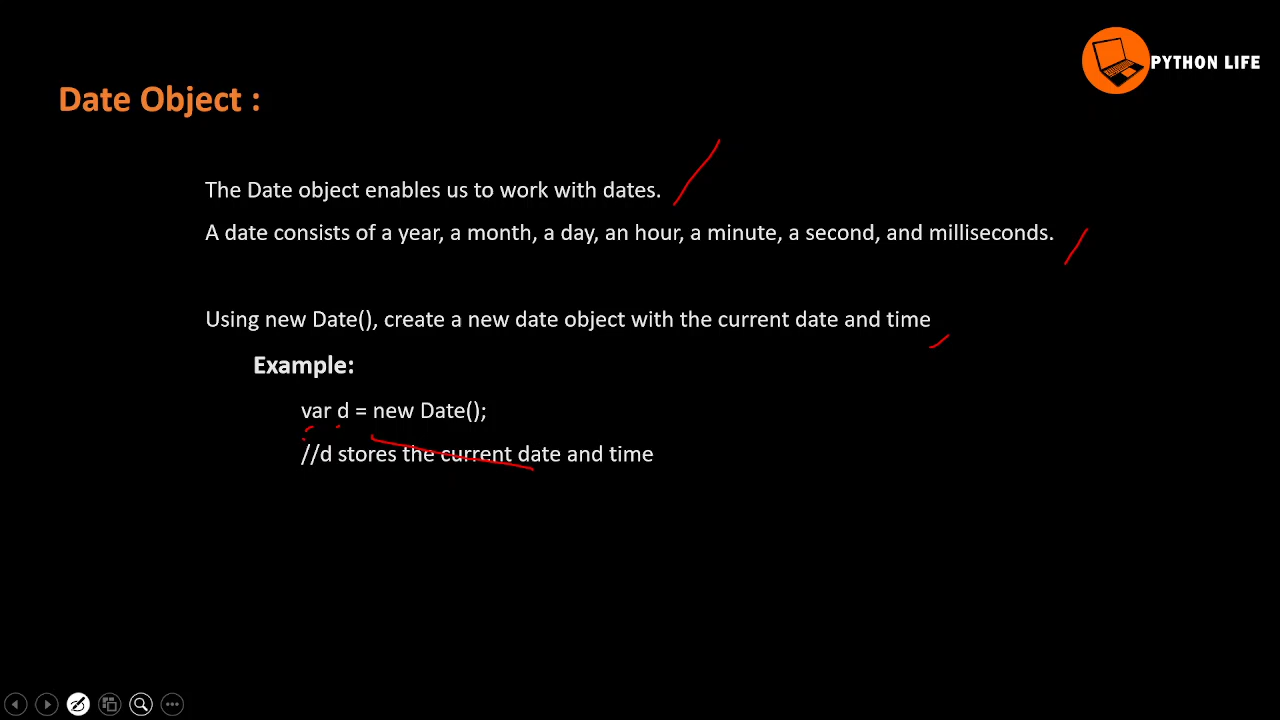 PYTHON LIFE
Date Object :
The Date object enables us to work with dates.
A date consists of a year, a month, a day, an hour, a minute, a second, and milliseconds.
Using new Date(), create a new date object with the current date and time
Example:
var d = new Date();
//d stores the current date and time